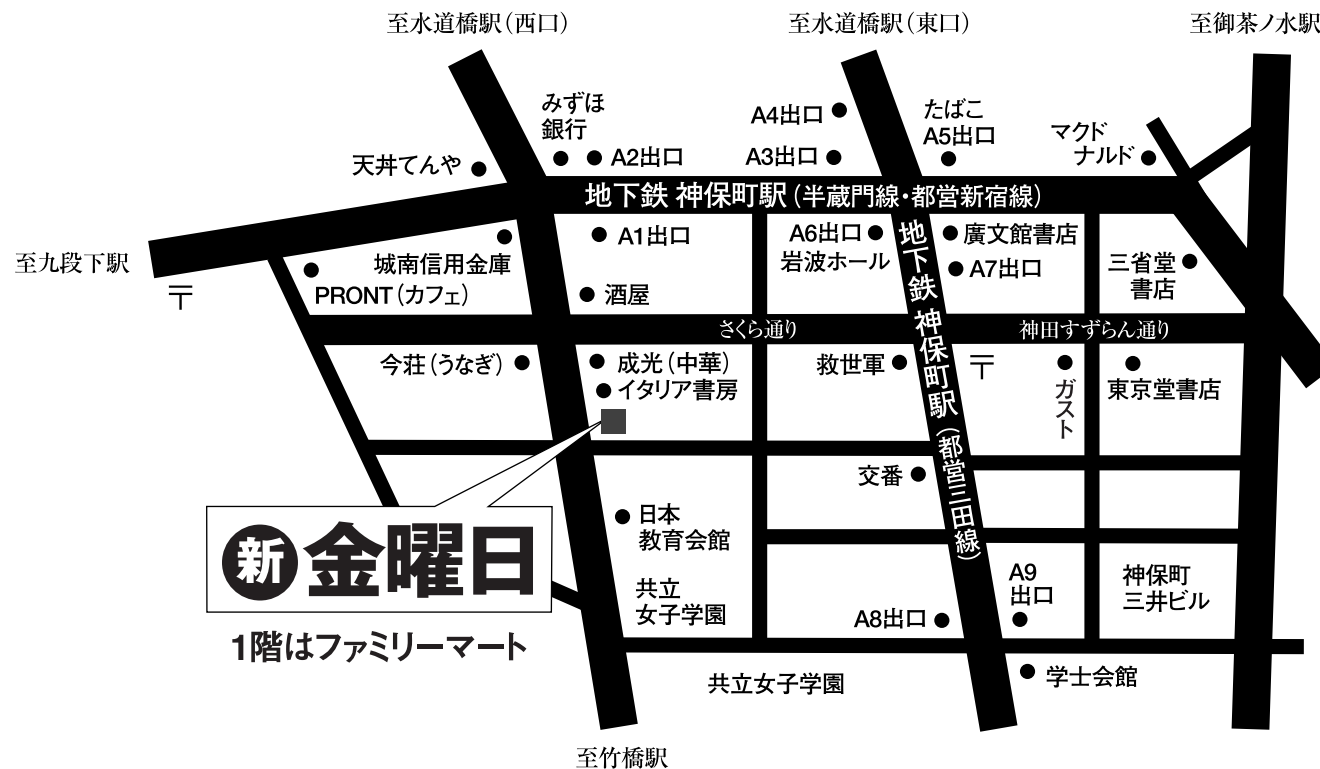 至水道橋駅（西口）
至水道橋駅（東口）
至御茶ノ水駅
みずほ
銀行
A2出口
A4出口
A3出口
たばこ
A5出口
マクド
ナルド
天丼てんや
地下鉄 神保町駅（半蔵門線・都営新宿線）
至九段下駅
〒
城南信用金庫
PRONT（カフェ）
A1出口
酒屋
A6出口
岩波ホール
廣文館書店
A7出口
三省堂
書店
地下鉄 神保町駅（都営三田線）
さくら通り
神田すずらん通り
今荘（うなぎ）
成光（中華）
イタリア書房
救世軍
〒
ガスト
東京堂書店
交番
新 金曜日
1階はファミリーマート
日本
教育会館
共立
女子学園
A8出口
A9
出口
神保町
三井ビル
共立女子学園
学士会館
至竹橋駅